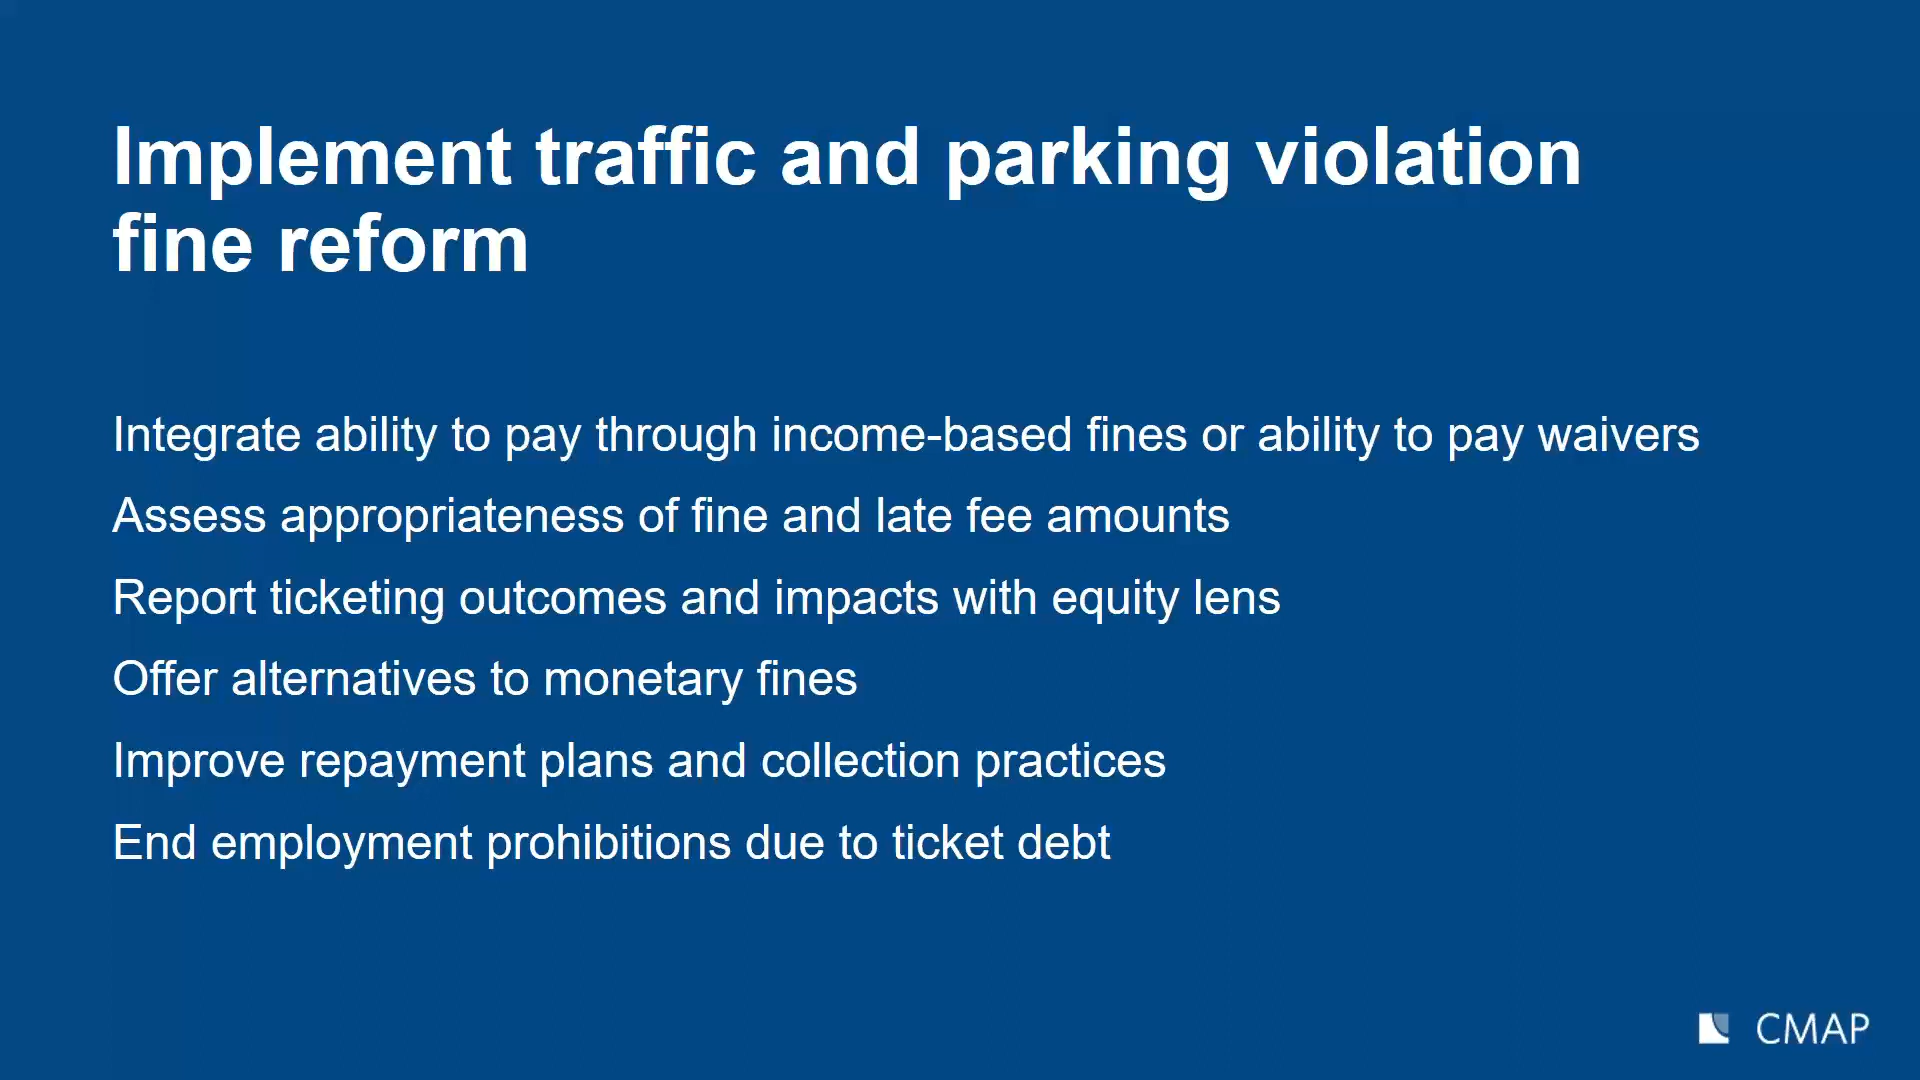 Implement traffic and parking violation
fine reform
Integrate ability to pay through income-based fines or ability to pay waivers
Assess appropriateness of fine and late fee amounts
Report ticketing outcomes and impacts with equity lens
Offer alternatives to monetary fines
Improve repayment plans and collection practices
End employment prohibitions due to ticket debt
CMAP